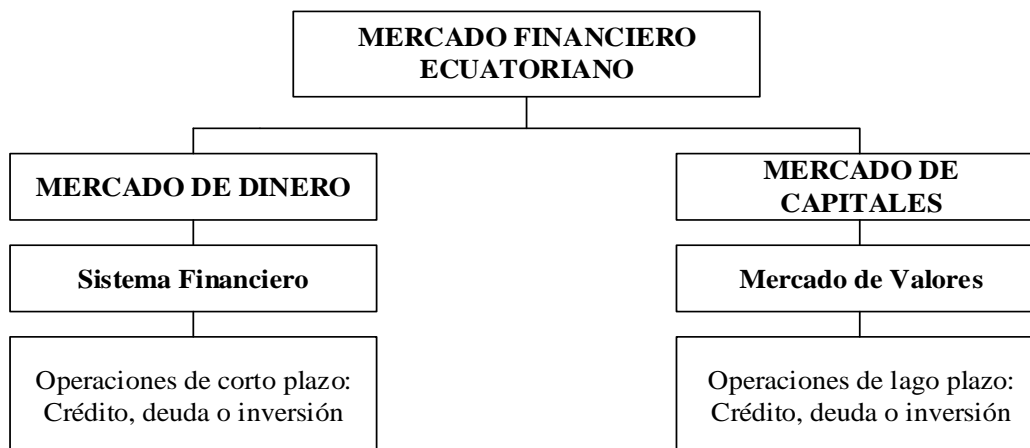 MERCADO FINANCIERO
ECUATORIANO
MERCADO DE DINERO
MERCADO DE
CAPITALES
Sistema Financiero
Mercado de Valores
Operaciones de corto plazo:
Crédito, deuda o inversión
Operaciones de lago plazo:
Crédito, deuda o inversión